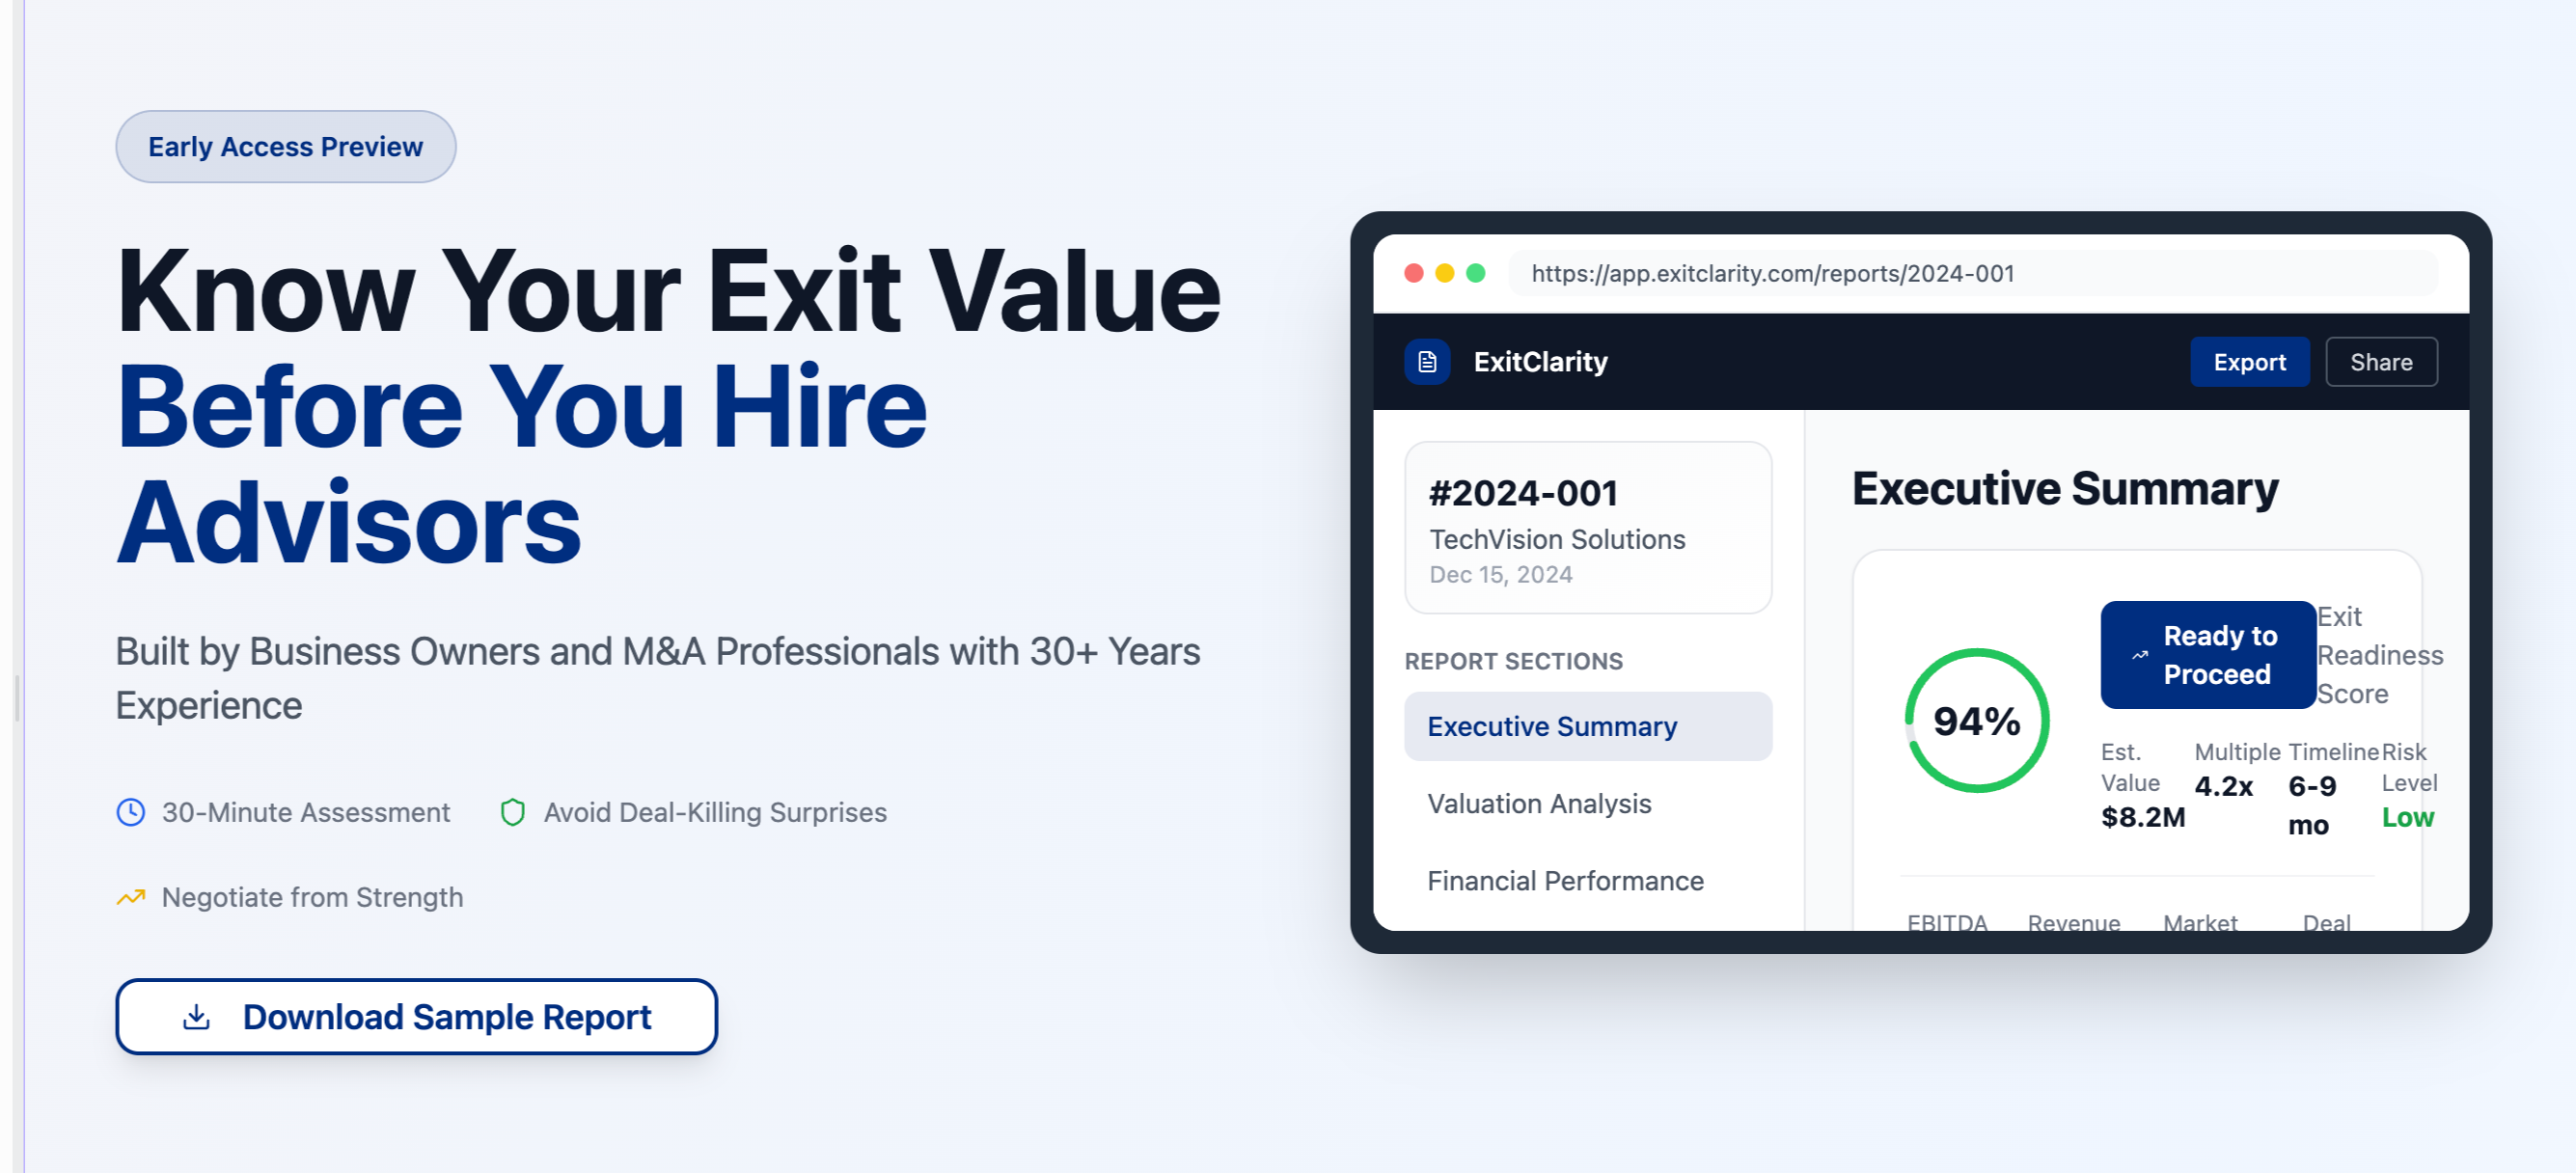 Early Access Preview
Know Your Exit Value
Before You Hire
Advisors
Built by Business Owners and M&A Professionals with 30+ Years
Experience
30-Minute Assessment
Avoid Deal-Killing Surprises
Negotiate from Strength
Download Sample Report
https://app.exitclarity.com/reports/2024-001
ExitClarity
Export
Share
#2024-001
TechVision Solutions
Dec 15, 2024
REPORT SECTIONS
Executive Summary
Valuation Analysis
Financial Performance
Executive Summary
94%
Ready to
Proceed
Exit
Readiness
Score
Est.
Value
$8.2M
Multiple
4.2x
Timeline
6-9
mo
Risk
Level
Low
EBITDA
Revenue
Market
Deal